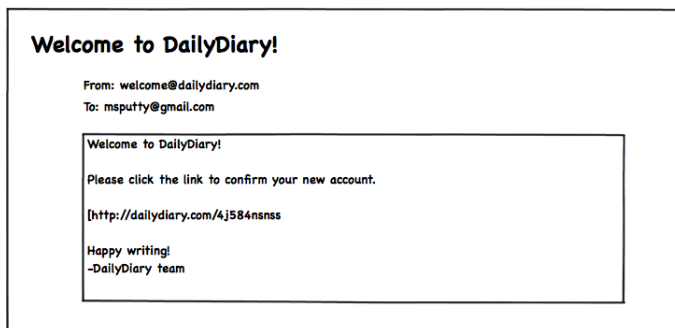 Welcome to DailyDiary!
From: welcome@dailydiary.com
To: msputty@gmail.com
Welcome to DailyDiary!
Please click the link to confirm your new account.
[http://dailydiary.com/4j584nsnss
Happy writing!
-DailyDiary team